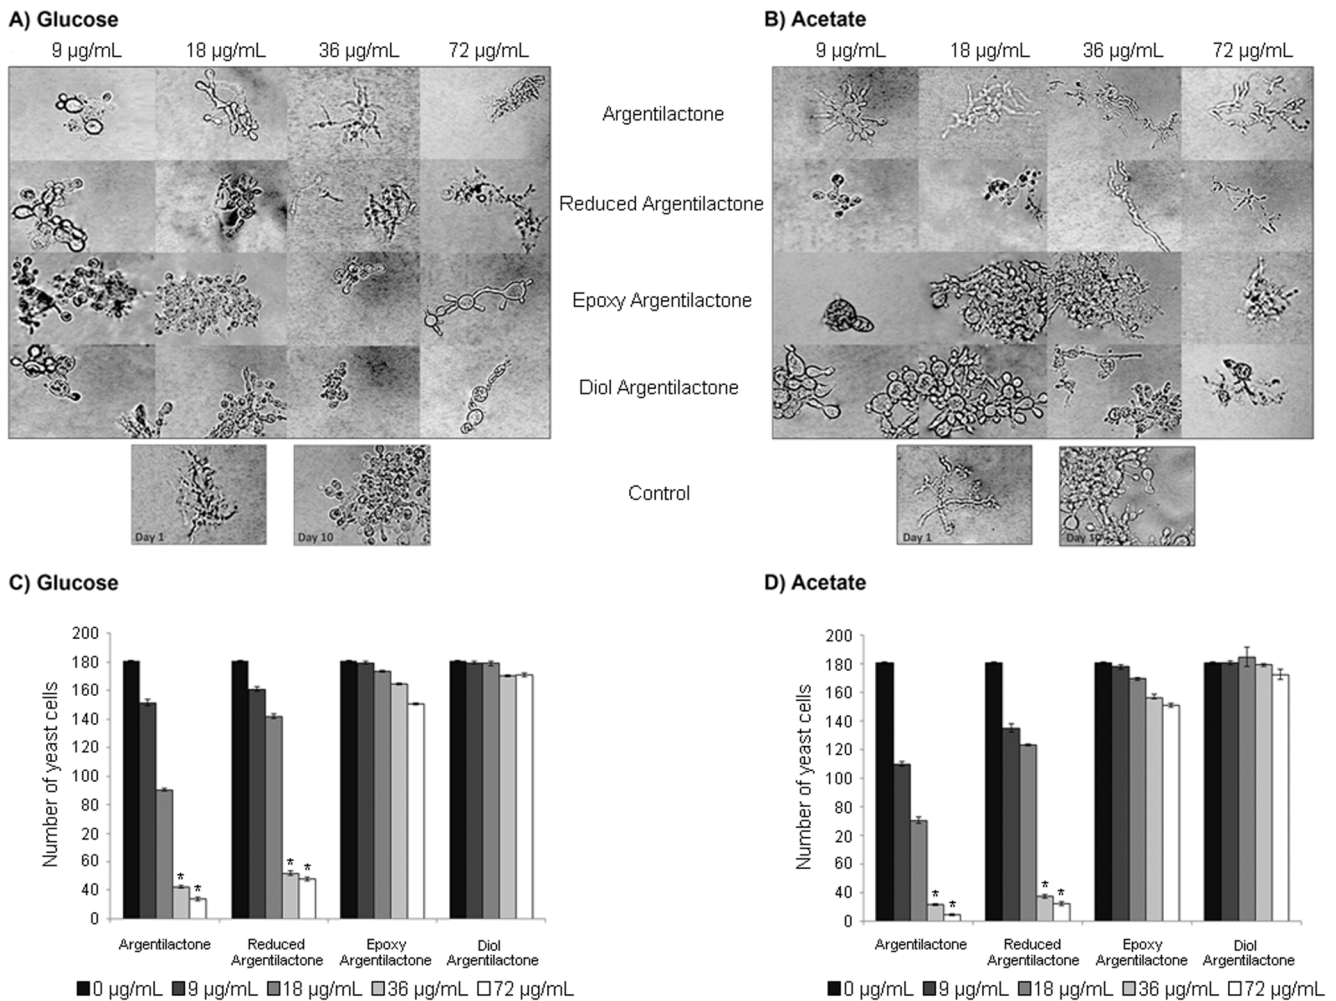 A) Glucose
9 µg/mL 18 µg/mL 36 µg/mL 72 µg/mL
B) Acetate
9 µg/mL 18 µg/mL 36 µg/mL 72 µg/mL
Argentilactone
Reduced Argentilactone
Epoxy Argentilactone
Diol Argentilactone
Control
Day 1
Day 10
Day 1
Day 10
C) Glucose
Number of yeast cells
200
180
160
140
120
100
80
20
60
40
0
* * * *
Argentilactone
Reduced
Argentilactone
Epoxy
Argentilactone
Diol
Argentilactone
0 µg/mL 9 µg/mL 18 µg/mL 36 µg/mL 72 µg/mL
D) Acetate
Number of yeast cells
200
180
160
140
120
100
80
20
60
40
0
* * * *
Argentilactone
Reduced
Argentilactone
Epoxy
Argentilactone
Diol
Argentilactone
0 µg/mL 9 µg/mL 18 µg/mL 36 µg/mL 72 µg/mL